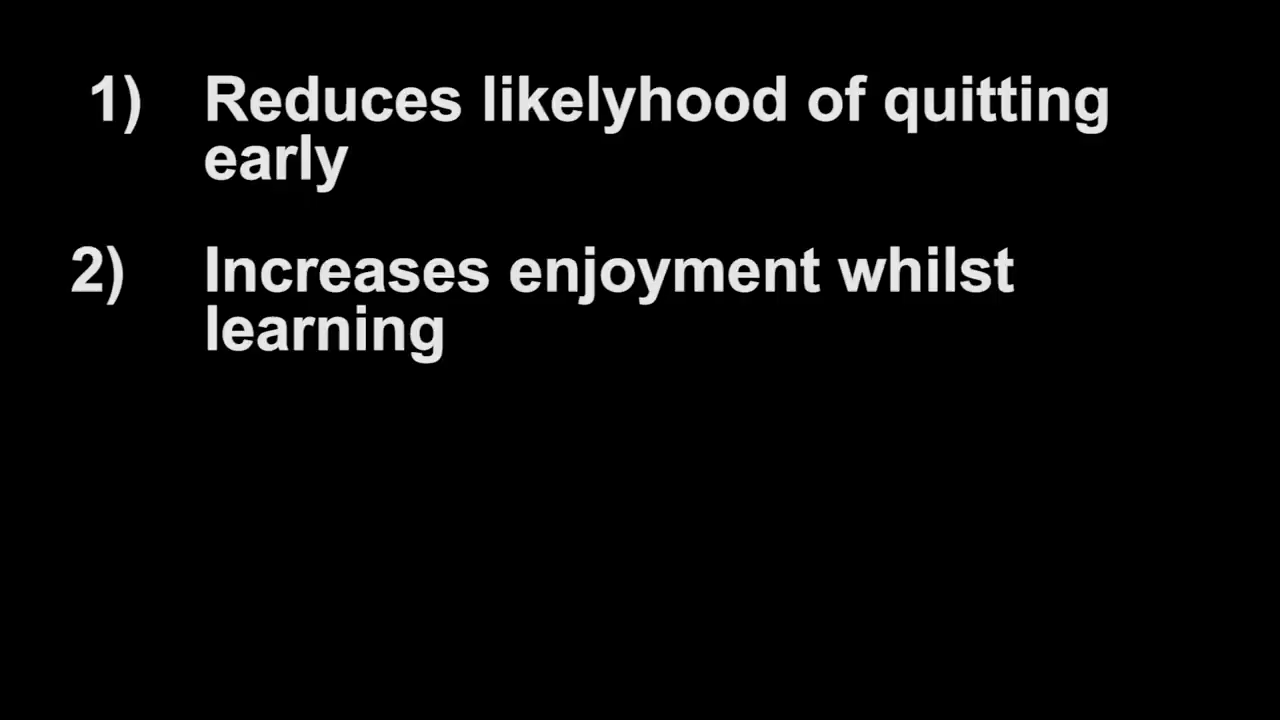 1) Reduces likelyhood of quitting
early
2) Increases enjoyment whilst
learning